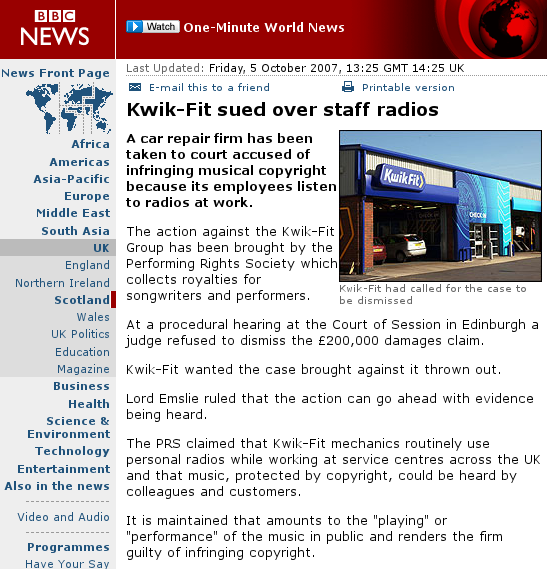 BBC
NEWS
Watch One-Minute World News
News Front Page
Africa
Americas
Asia-Pacific
Europe
Middle East
South Asia
UK
England
Northern Ireland
Scotland
Wales
UK Politics
Education
Magazine
Business
Health
Science &
Environment
Technology
Entertainment
Also in the news
Video and Audio
Programmes
Have Your Say
Last Updated: Friday, 5 October 2007, 13:25 GMT 14:25 UK
E-mail this to a friend
Printable version
Kwik-Fit sued over staff radios
A car repair firm has been
taken to court accused of
infringing musical copyright
because its employees listen
to radios at work.
KwikFit
CHECK IN
Kwik-Fit had called for the case to
be dismissed
The action against the Kwik-Fit
Group has been brought by the
Performing Rights Society which
collects royalties for
songwriters and performers.
At a procedural hearing at the Court of Session in Edinburgh a
judge refused to dismiss the £200,000 damages claim.
Kwik-Fit wanted the case brought against it thrown out.
Lord Emslie ruled that the action can go ahead with evidence
being heard.
The PRS claimed that Kwik-Fit mechanics routinely use
personal radios while working at service centres across the UK
and that music, protected by copyright, could be heard by
colleagues and customers.
It is maintained that amounts to the "playing" or
"performance" of the music in public and renders the firm
guilty of infringing copyright.